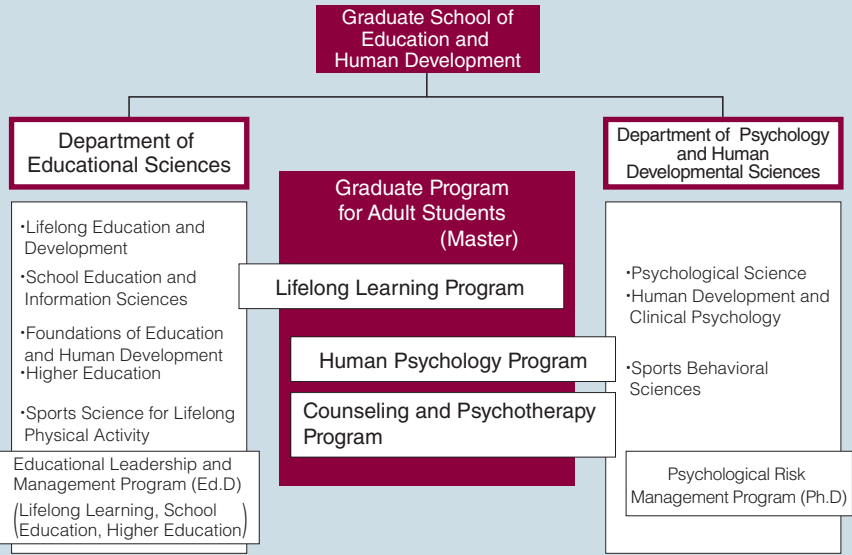 Graduate School of
Education and
Human Development
Department of
Educational Sciences
・Lifelong Education and
Development
・School Education and
Information Sciences
・Foundations of Education
and Human Development
・Higher Education
・Sports Science for Lifelong
Physical Activity
Educational Leadership and
Management Program (Ed.D)
(Lifelong Learning, School
Education, Higher Education)
Graduate Program
for Adult Students
(Master)
Lifelong Learning Program
Human Psychology Program
Counseling and Psychotherapy
Program
Department of Psychology
and Human
Developmental Sciences
・Psychological Science
・Human Development and
Clinical Psychology
・Sports Behavioral
Sciences
Psychological Risk
Management Program (Ph.D)